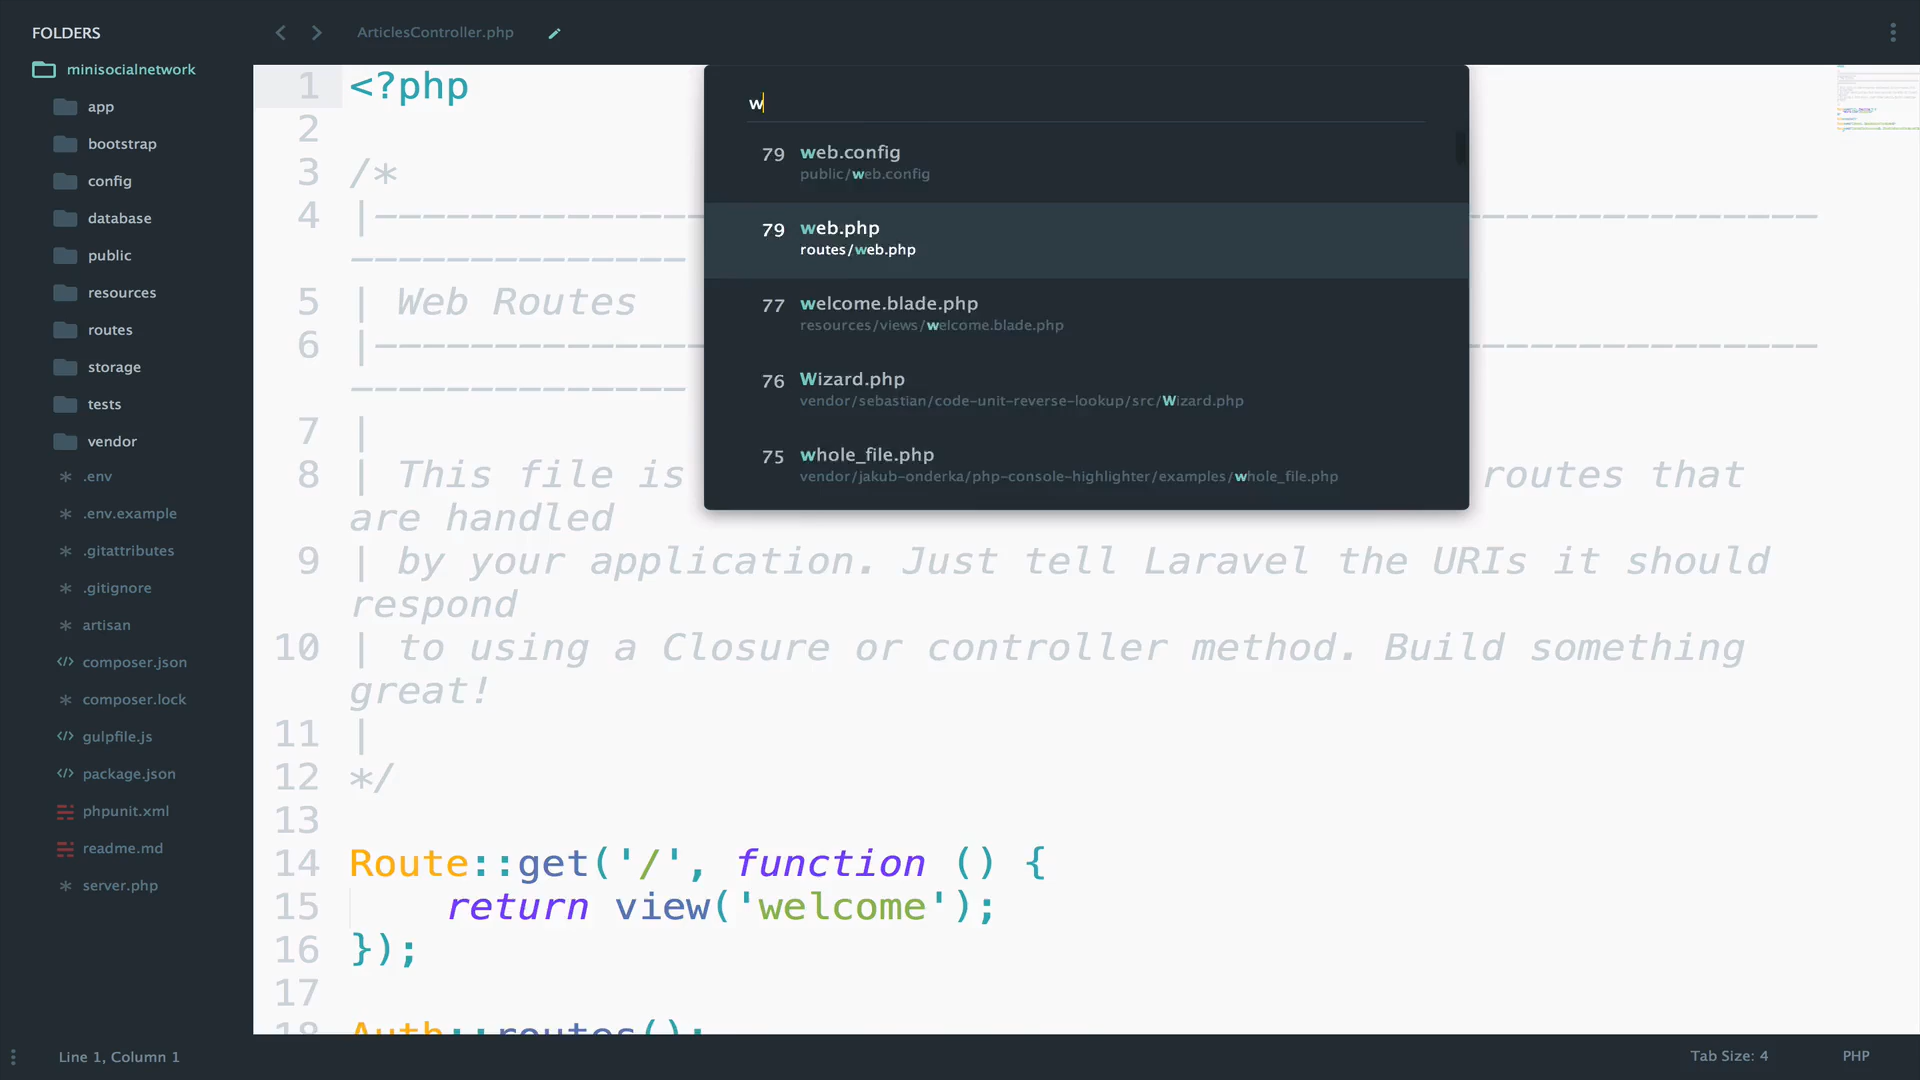 FOLDERS
minisocialnetwork
app
bootstrap
config
database
public
resources
routes
storage
tests
vendor
.env
.env.example
.gitattributes
.gitignore
artisan
composer.json
composer.lock
gulpfile.js
package.json
phpunit.xml
readme.md
server.php
ArticlesController.php
w
79 web.config
public/web.config
79 web.php
routes/web.php
77 welcome.blade.php
resources/views/welcome.blade.php
76 Wizard.php
vendor/sebastian/code-unit-reverse-lookup/src/Wizard.php
75 whole_file.php
vendor/jakub-onderka/php-console-highlighter/examples/whole_file.php
1 <?php
2
3 /*
4 |--------------
--------------
5 | Web Routes
6 |--------------
--------------
7 |
8 | This file is routes that
are handled
9 | by your application. Just tell Laravel the URIs it should
respond
10 | to using a Closure or controller method. Build something
great!
11 |
12 */
13
14 Route::get('/', function () {
15 return view('welcome');
16 });
17
18 Auth::routes();
Line 1, Column 1
Tab Size: 4
PHP